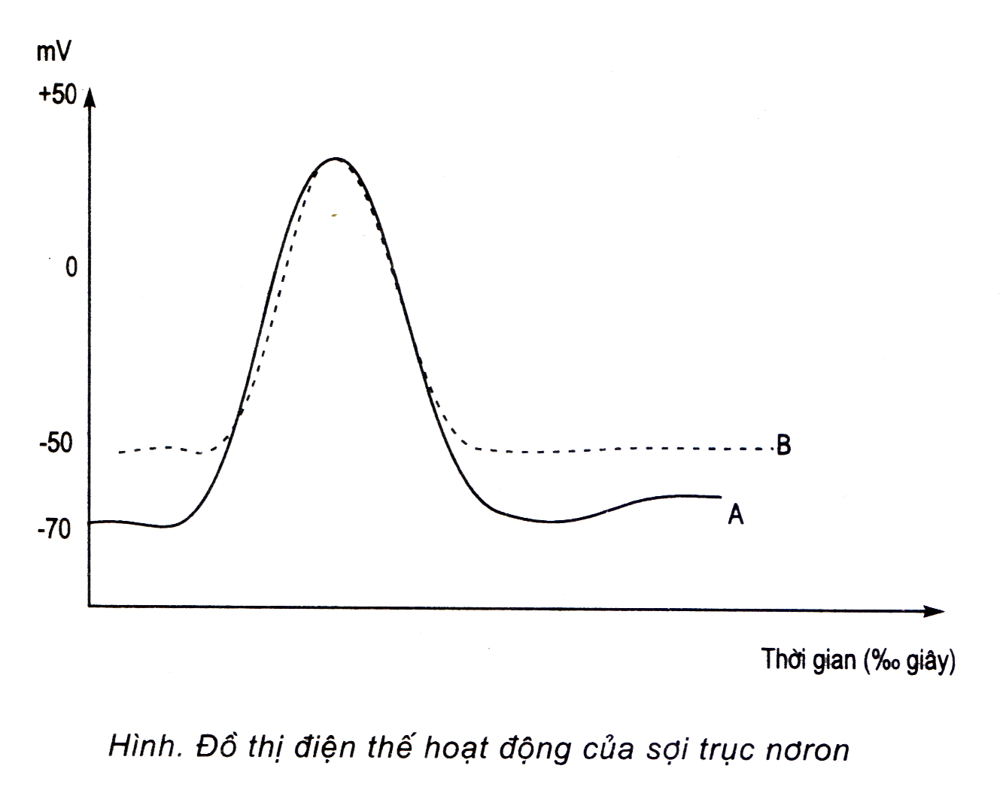 mV
+50
0
-50
B
A
-70
Thời gian (‰ giây)
Hình. Đồ thị điện thế hoạt động của sợi trục nơron